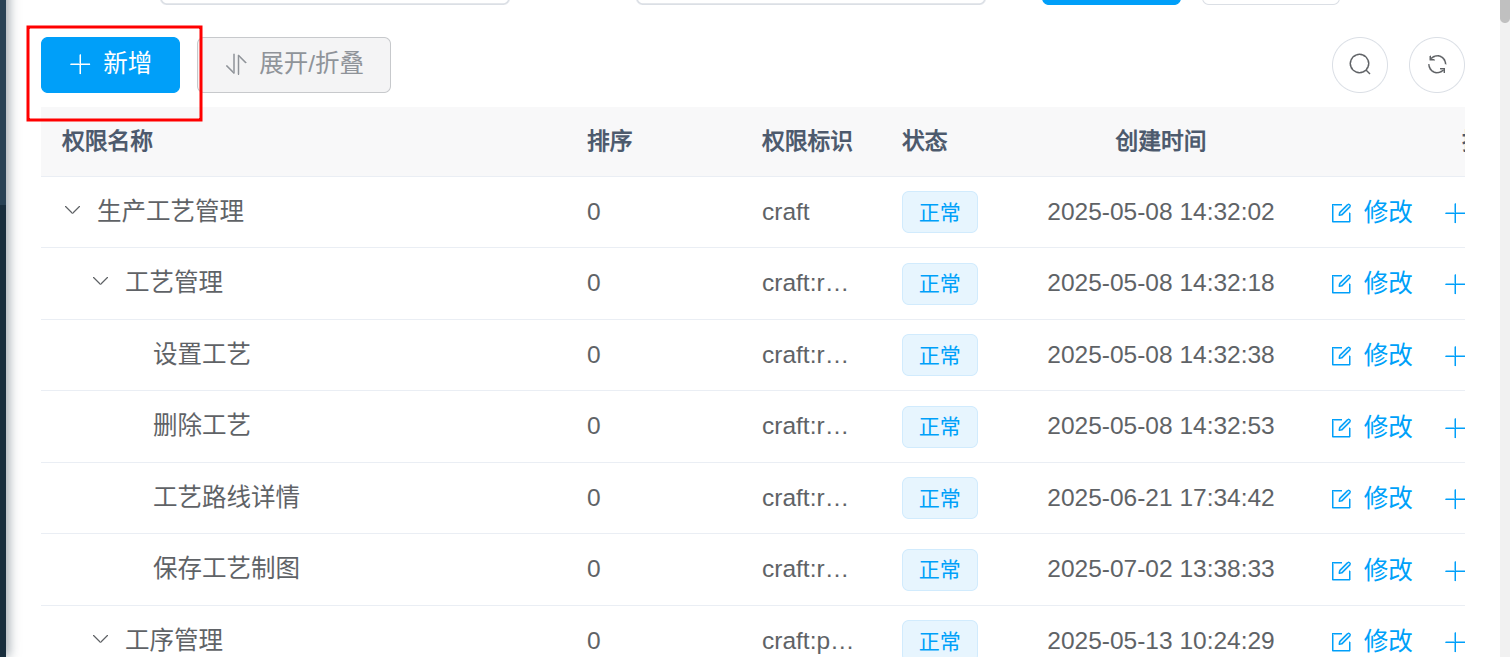 新增 展开/折叠
权限名称 排序 权限标识 状态 创建时间
生产工艺管理 0 craft 正常 2025-05-08 14:32:02 修改
工艺管理 0 craft:r… 正常 2025-05-08 14:32:18 修改
设置工艺 0 craft:r… 正常 2025-05-08 14:32:38 修改
删除工艺 0 craft:r… 正常 2025-05-08 14:32:53 修改
工艺路线详情 0 craft:r… 正常 2025-06-21 17:34:42 修改
保存工艺制图 0 craft:r… 正常 2025-07-02 13:38:33 修改
工序管理 0 craft:p… 正常 2025-05-13 10:24:29 修改